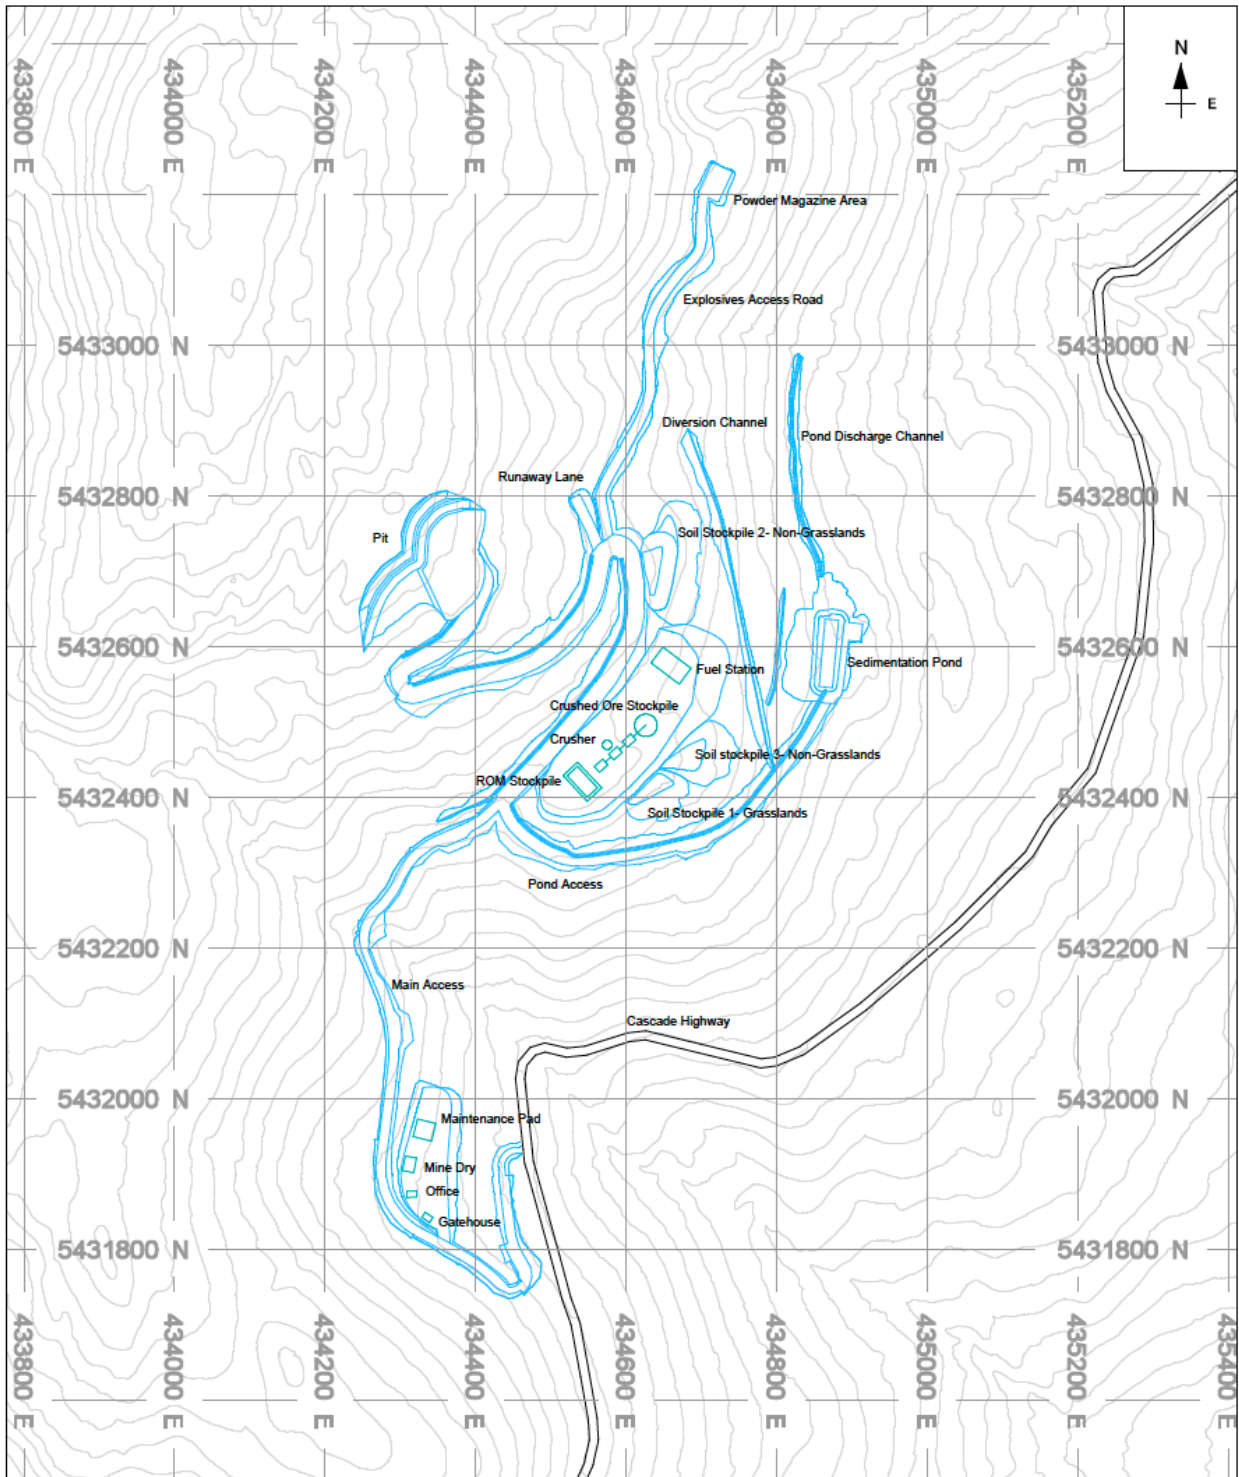 N
E
433800 E
434000 E
434200 E
434400 E
434600 E
434800 E
435000 E
435200 E
Powder Magazine Area
Explosives Access Road
5433000 N
5433000 N
Diversion Channel
Pond Discharge Channel
Runaway Lane
5432800 N
5432800 N
Pit
Soil Stockpile 2- Non-Grasslands
5432600 N
5432600 N
Sedimentation Pond
Fuel Station
Crushed Ore Stockpile
Crusher
Soil stockpile 3- Non-Grasslands
ROM Stockpile
5432400 N
5432400 N
Soil Stockpile 1- Grasslands
Pond Access
5432200 N
5432200 N
Main Access
Cascade Highway
5432000 N
5432000 N
Maintenance Pad
Mine Dry
Office
Gatehouse
5431800 N
5431800 N
433800 E
434000 E
434200 E
434400 E
434600 E
434800 E
435000 E
435200 E
435400 E